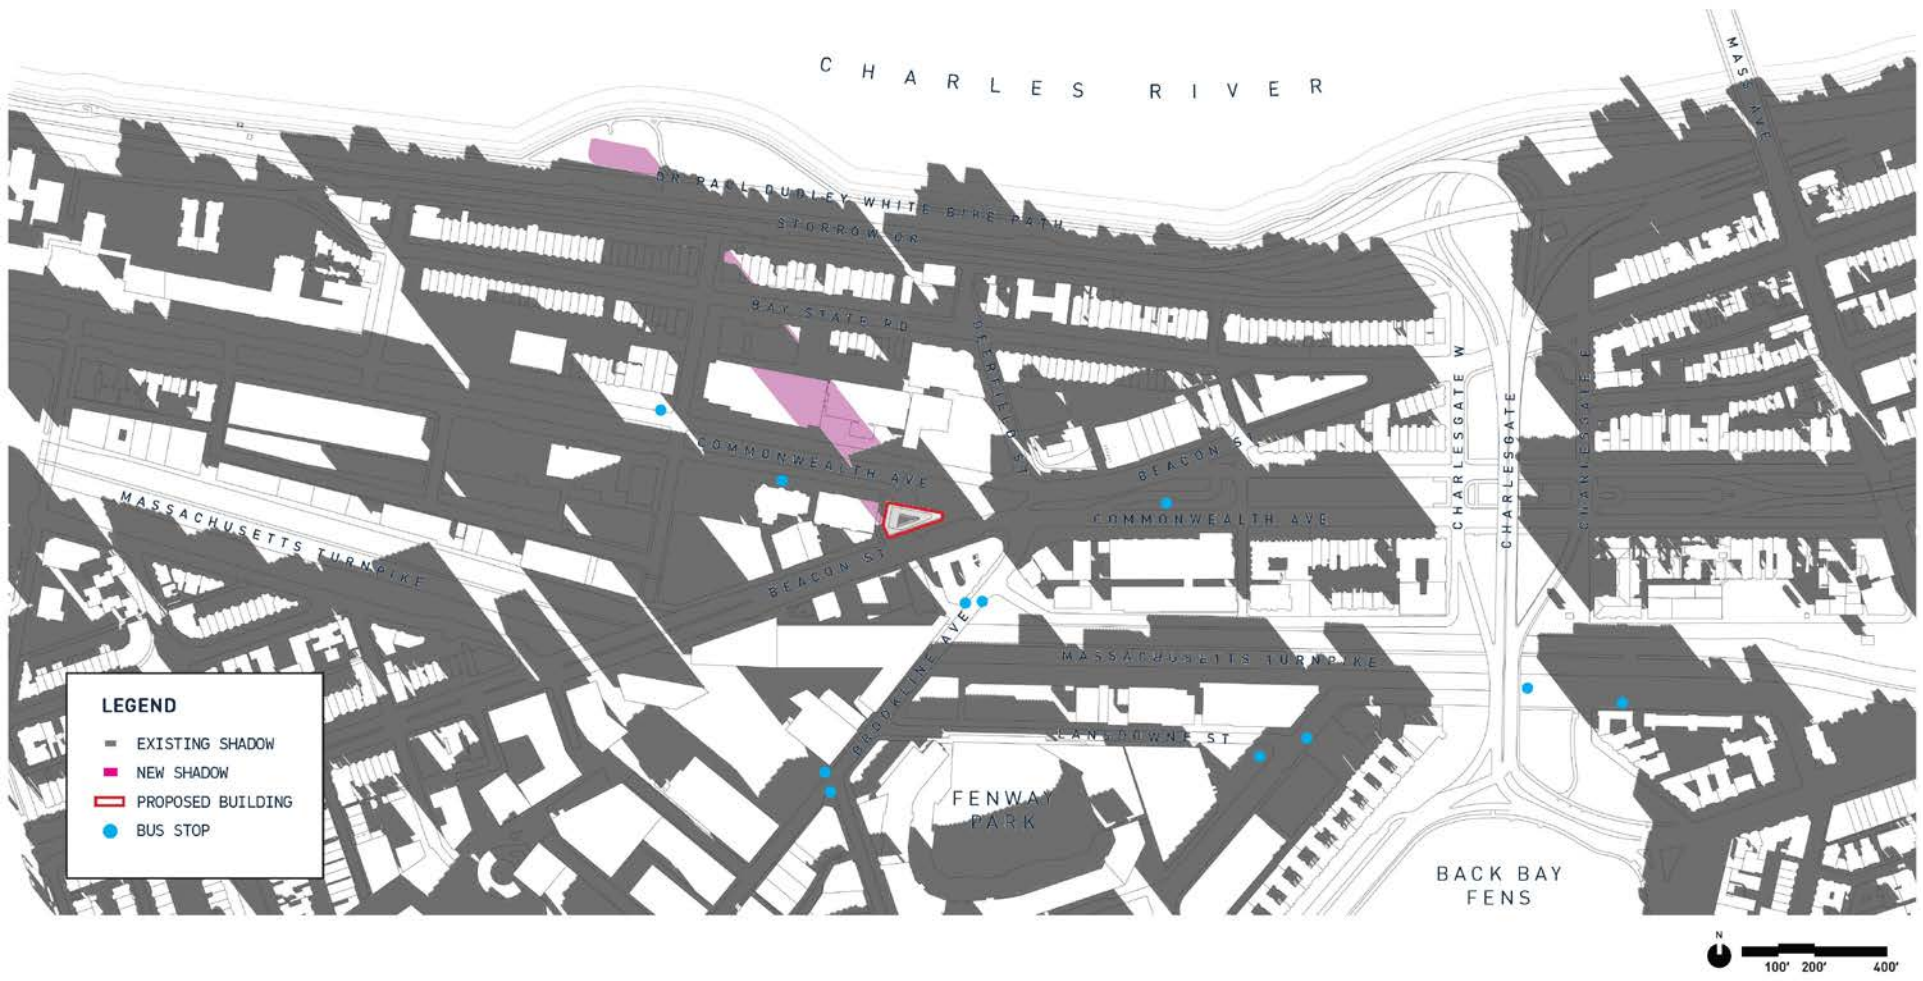 CHARLES RIVER
MASS AVE
DR PAUL DUDLEY WHITE BIKE PATH
STORROW DR
BAY STATE RD
DEERFIELD ST
CHARLESGATE W
CHARLESGATE
CHARLESGATE E
COMMONWEALTH AVE
BEACON ST
COMMONWEALTH AVE
MASSACHUSETTS TURNPIKE
BEACON ST
BROOKLINE AVE
MASSACHUSETTS TURNPIKE
LANSDOWNE ST
FENWAY
PARK
BACK BAY
FENS
LEGEND
EXISTING SHADOW
NEW SHADOW
PROPOSED BUILDING
BUS STOP
N
100' 200' 400'